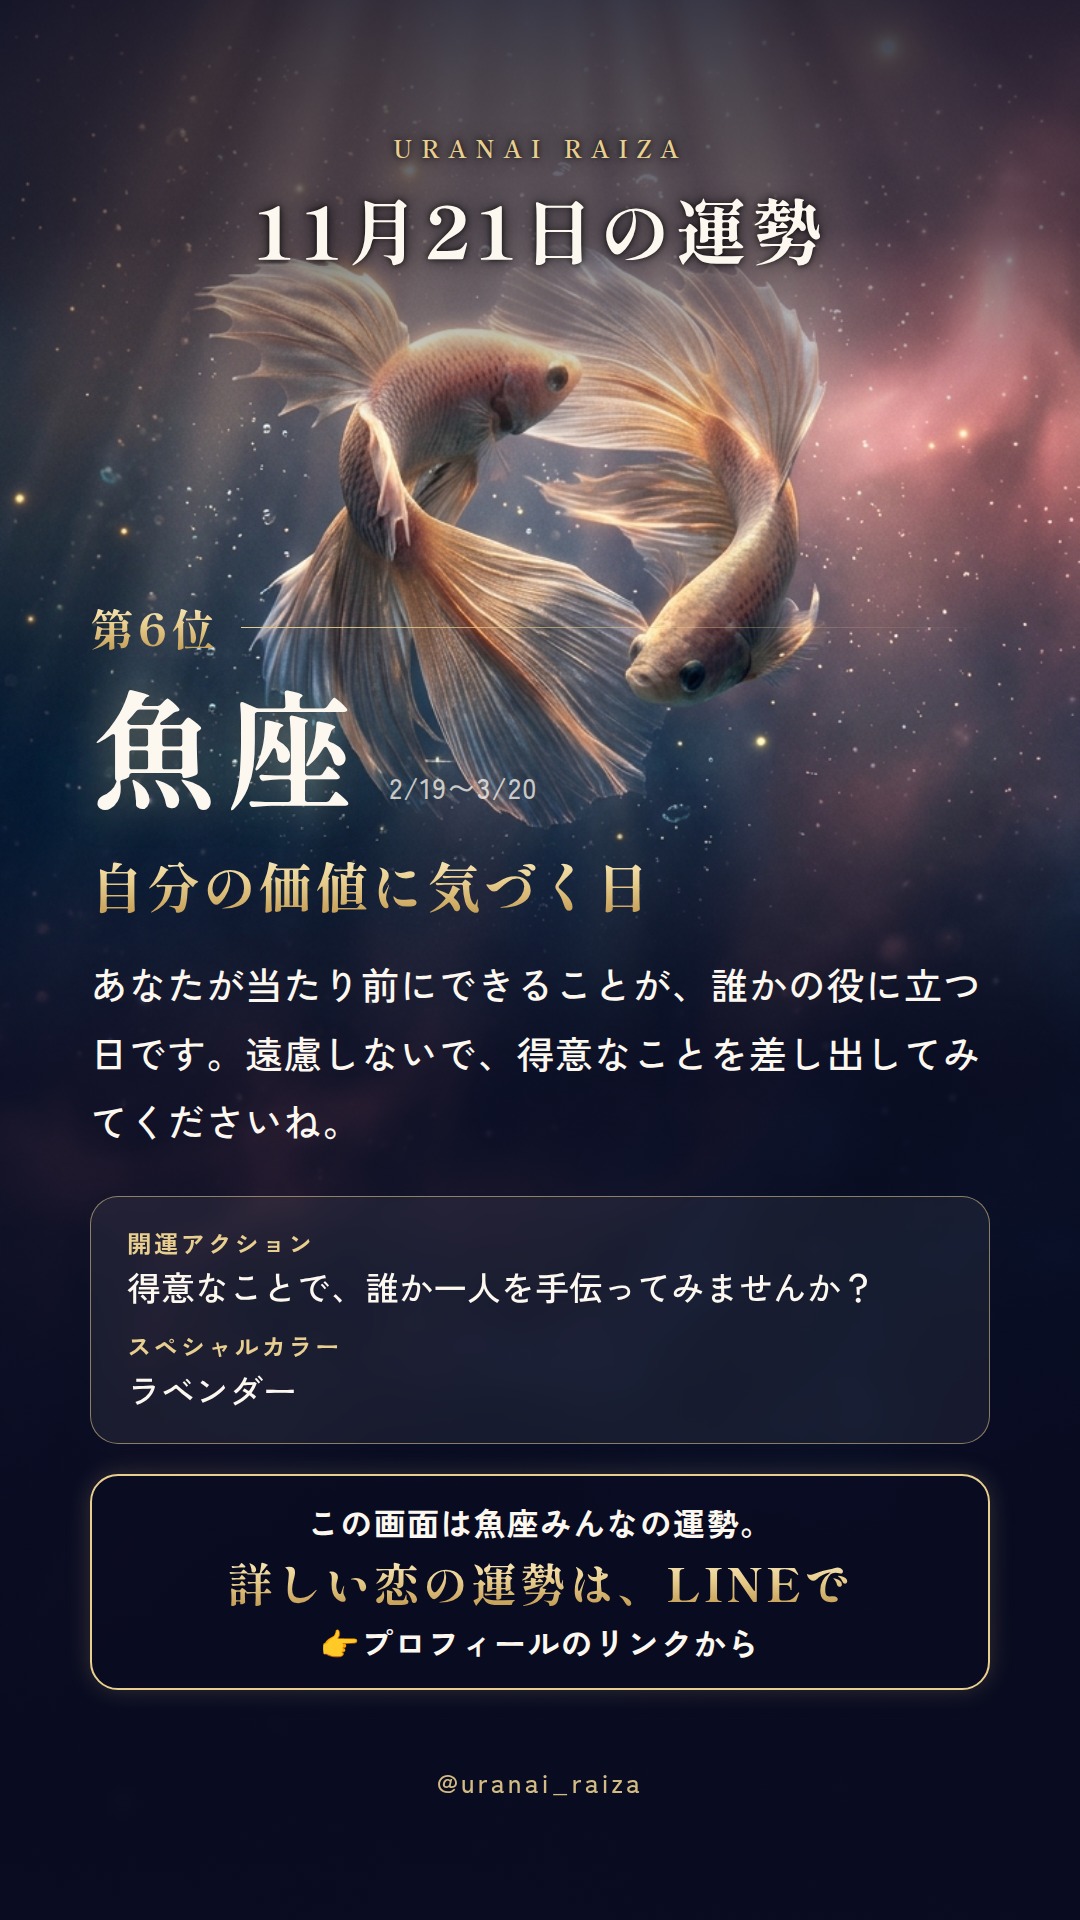 URANAI RAIZA
11月21日の運勢
第6位
魚座 2/19〜3/20
自分の価値に気づく日
あなたが当たり前にできることが、誰かの役に立つ
日です。遠慮しないで、得意なことを差し出してみ
てくださいね。
開運アクション
得意なことで、誰か一人を手伝ってみませんか？
スペシャルカラー
ラベンダー
この画面は魚座みんなの運勢。
詳しい恋の運勢は、LINEで
👉プロフィールのリンクから
@uranai_raiza